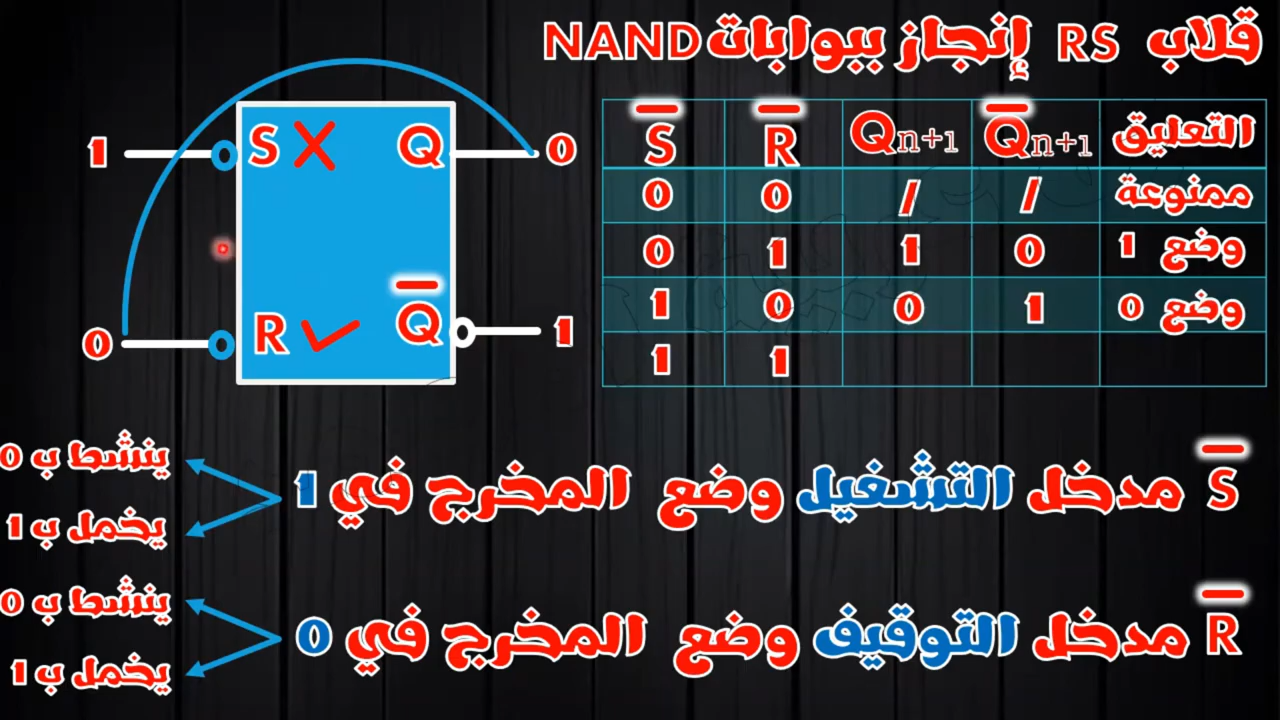 قلاب RS إنجاز ببوابات NAND
S̅ R̅ Qn+1 Q̅n+1 التعليق
0 0 / / ممنوعة
0 1 1 0 وضع 1
1 0 0 1 وضع 0
1 1
1 S Q 0
0 R Q̅ 1
S̅ مدخل التشغيل وضع المخرج في 1
ينشط ب 0
يخمل ب 1
R̅ مدخل التوقيف وضع المخرج في 0
ينشط ب 0
يخمل ب 1